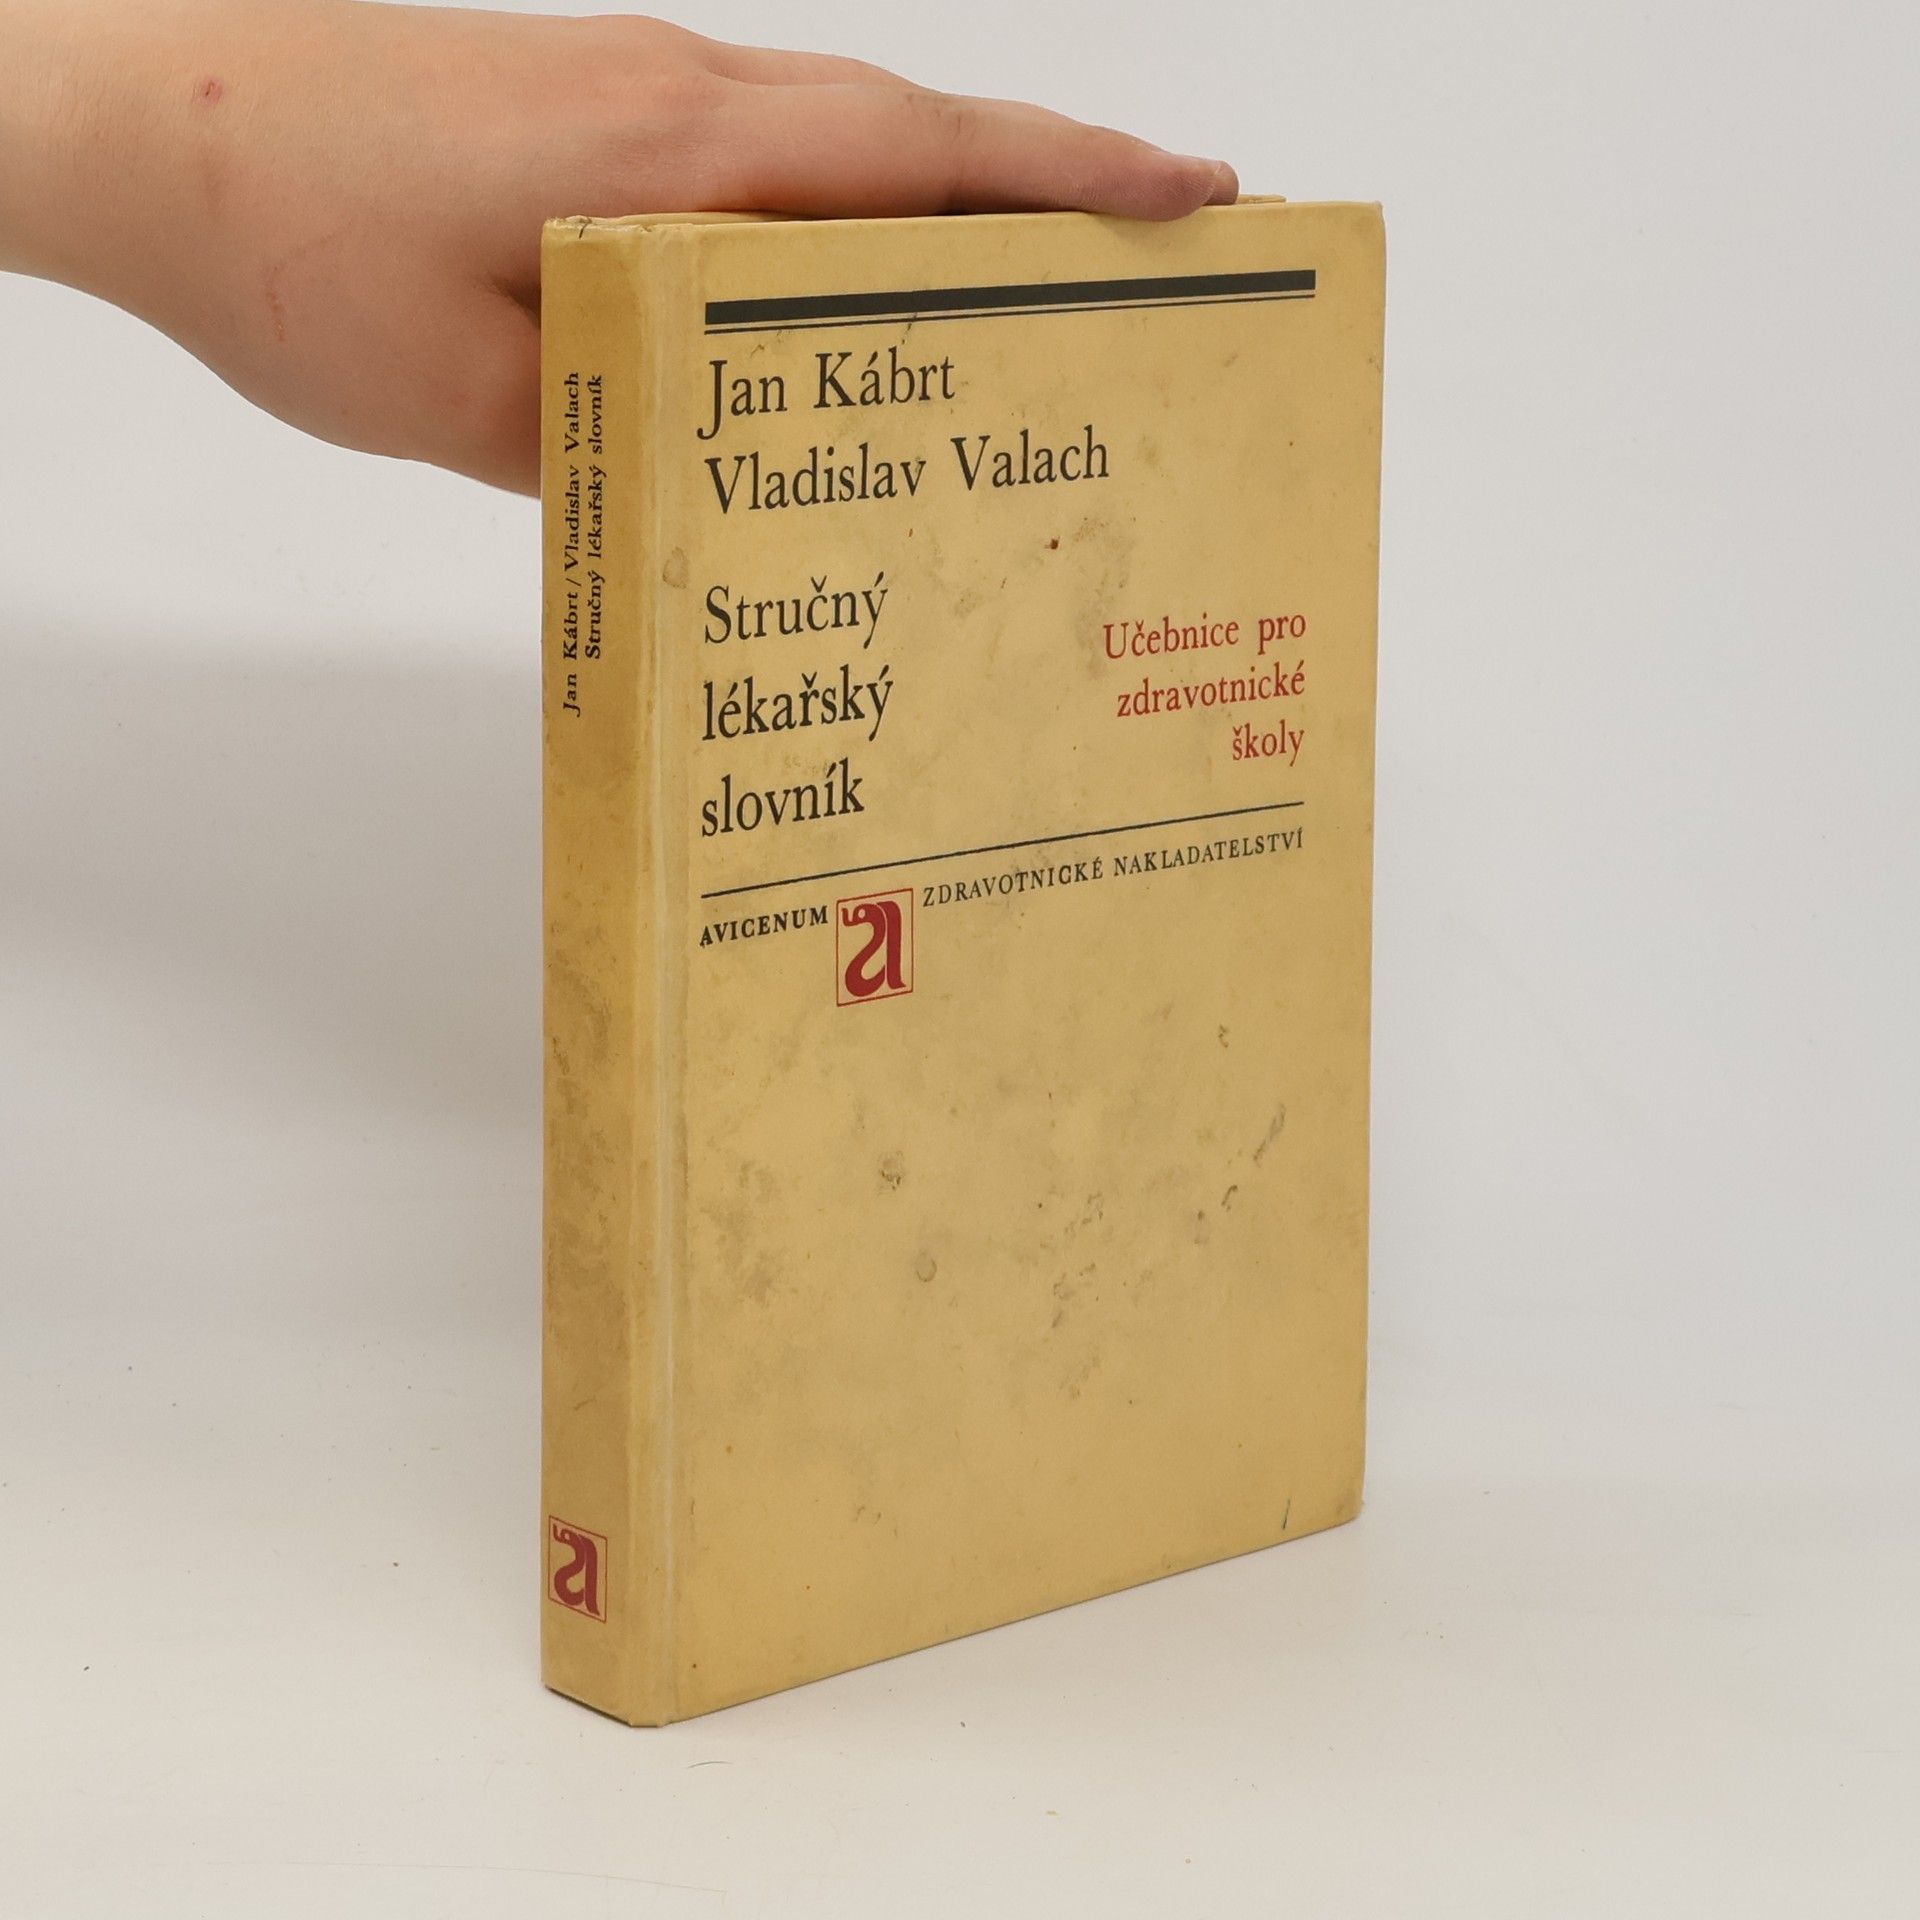 Jan Kábrt / Vladislav Valach
Stručný lékařský slovník
Jan Kábrt
Vladislav Valach
Stručný
lékařský
slovník
Učebnice pro
zdravotnické
školy
AVICENUM a ZDRAVOTNICKÉ NAKLADATELSTVÍ
a